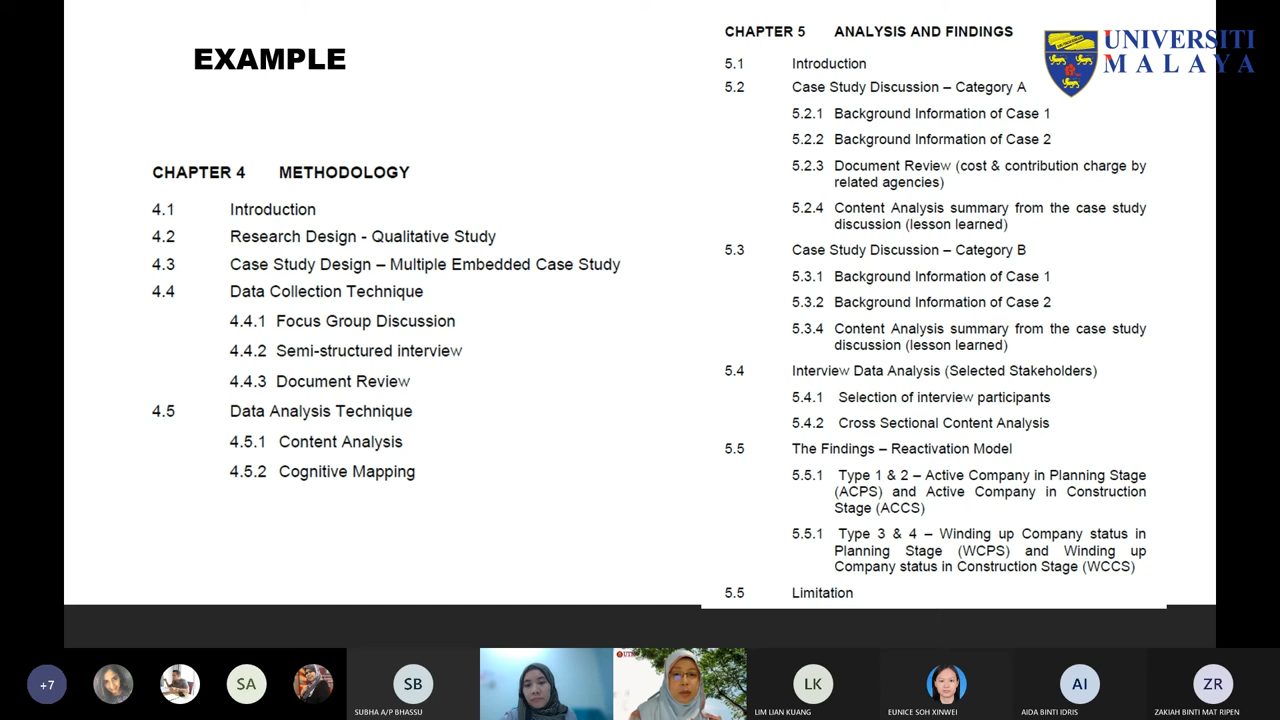 EXAMPLE
CHAPTER 4 METHODOLOGY
4.1 Introduction
4.2 Research Design - Qualitative Study
4.3 Case Study Design – Multiple Embedded Case Study
4.4 Data Collection Technique
4.4.1 Focus Group Discussion
4.4.2 Semi-structured interview
4.4.3 Document Review
4.5 Data Analysis Technique
4.5.1 Content Analysis
4.5.2 Cognitive Mapping
CHAPTER 5 ANALYSIS AND FINDINGS
5.1 Introduction
5.2 Case Study Discussion – Category A
5.2.1 Background Information of Case 1
5.2.2 Background Information of Case 2
5.2.3 Document Review (cost & contribution charge by
related agencies)
5.2.4 Content Analysis summary from the case study
discussion (lesson learned)
5.3 Case Study Discussion – Category B
5.3.1 Background Information of Case 1
5.3.2 Background Information of Case 2
5.3.4 Content Analysis summary from the case study
discussion (lesson learned)
5.4 Interview Data Analysis (Selected Stakeholders)
5.4.1 Selection of interview participants
5.4.2 Cross Sectional Content Analysis
5.5 The Findings – Reactivation Model
5.5.1 Type 1 & 2 – Active Company in Planning Stage
(ACPS) and Active Company in Construction
Stage (ACCS)
5.5.1 Type 3 & 4 – Winding up Company status in
Planning Stage (WCPS) and Winding up
Company status in Construction Stage (WCCS)
5.5 Limitation
UNIVERSITI
MALAYA
+7
SA
SB
SUBHA A/P BHASSU
UTM
LK
LIM LIAN KUANG
EUNICE SOH XINWEI
AI
AIDA BINTI IDRIS
ZR
ZAKIAH BINTI MAT RIPEN